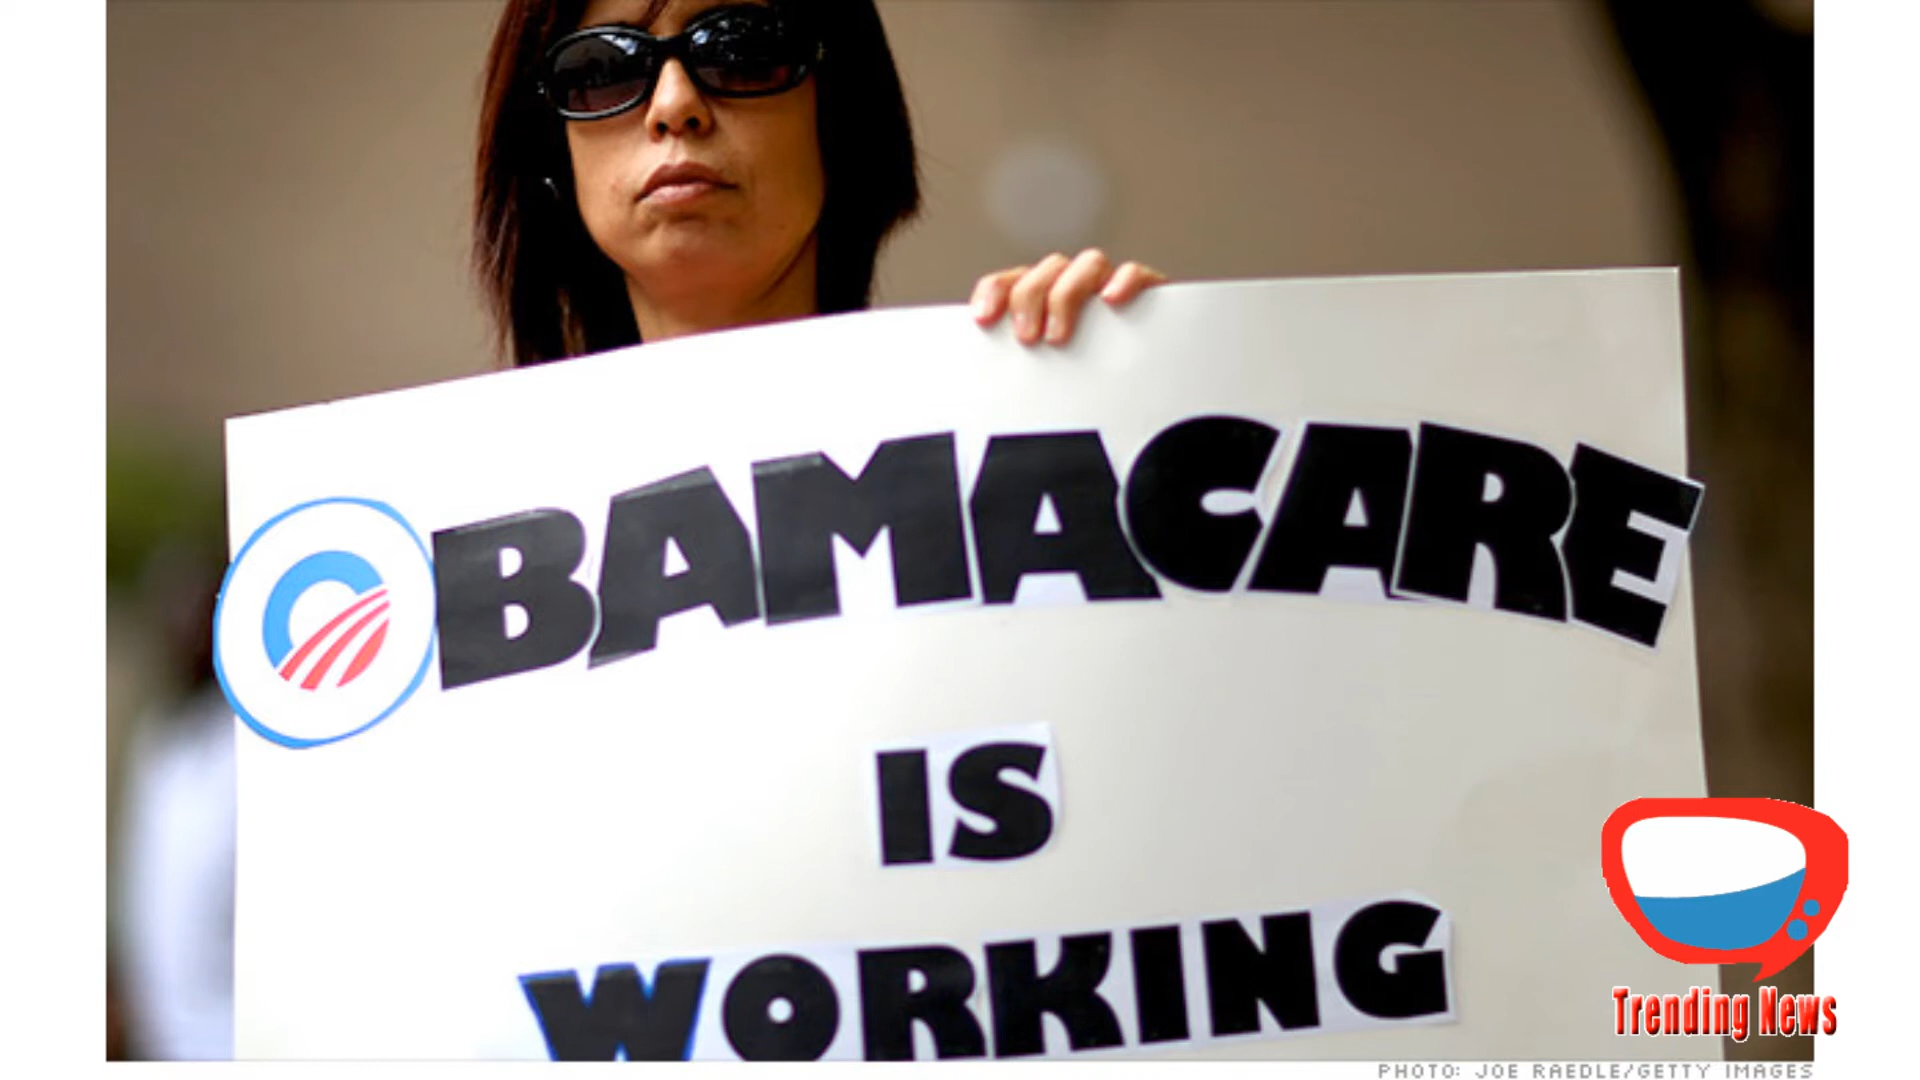 OBAMACARE
IS
WORKING
Trending News
PHOTO: JOE RAEDLE/GETTY IMAGES